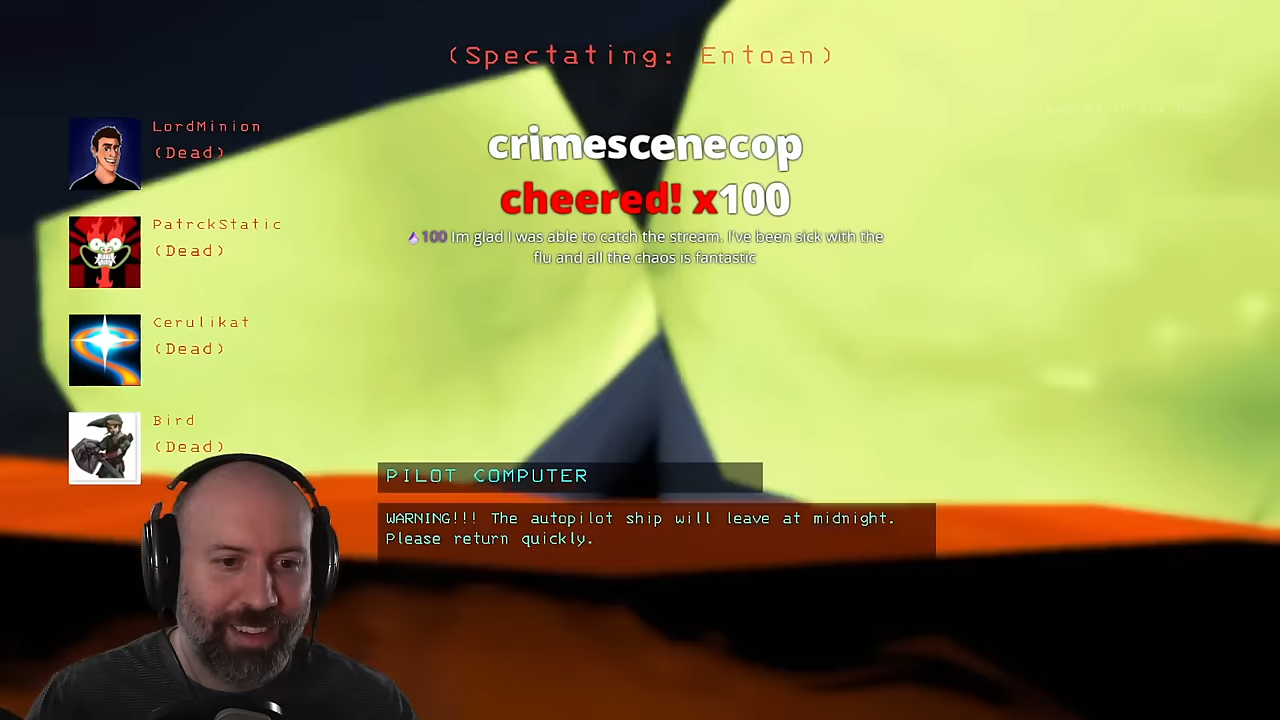 (Spectating: Entoan)
LordMinion
(Dead)
crimescenecop
cheered! x100
100 Im glad I was able to catch the stream. I've been sick with the
flu and all the chaos is fantastic
PatrckStatic
(Dead)
Cerulikat
(Dead)
Bird
(Dead)
PILOT COMPUTER
WARNING!!! The autopilot ship will leave at midnight.
Please return quickly.